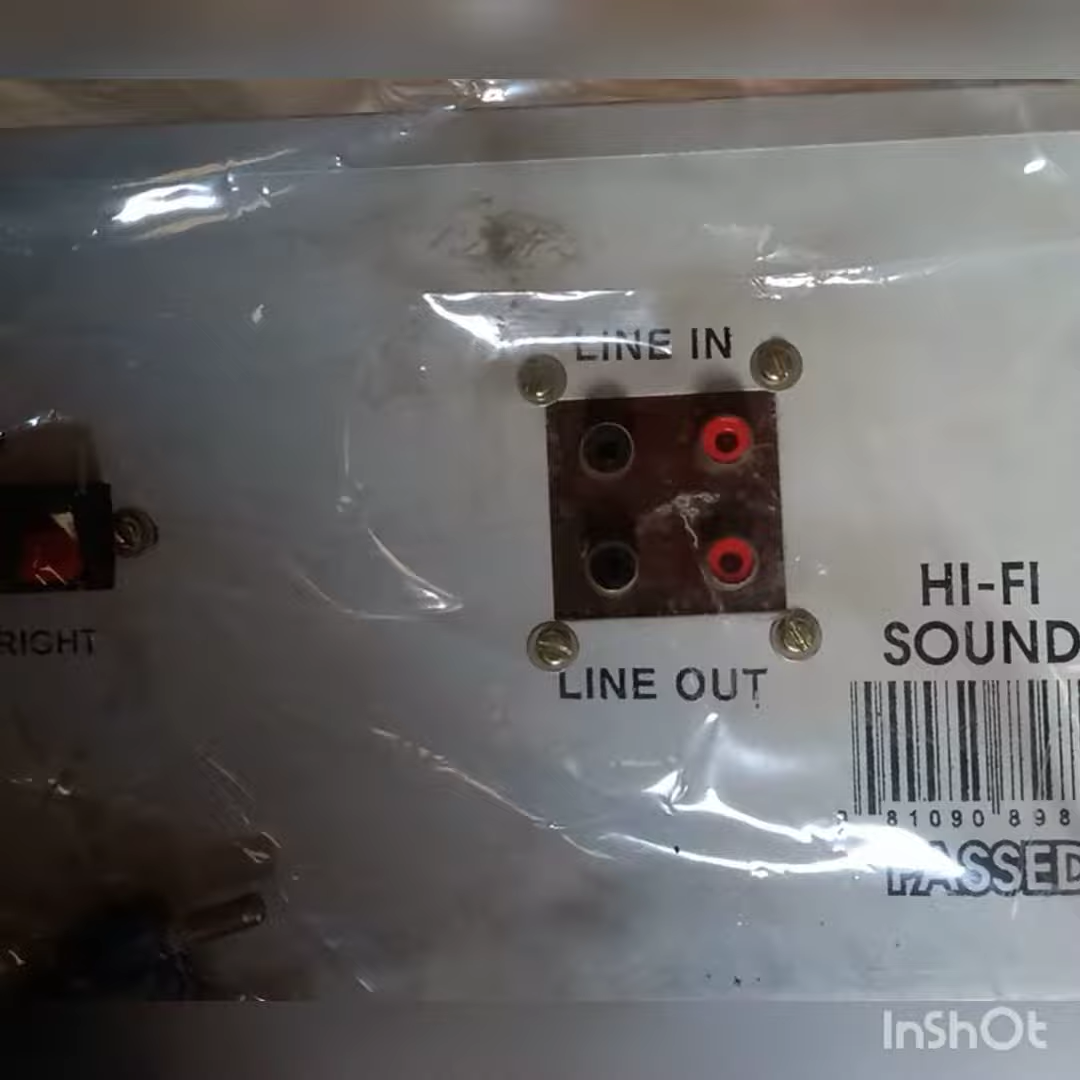 LINE IN
RIGHT
LINE OUT
HI-FI
SOUND
81090 898
PASSED
InShOt